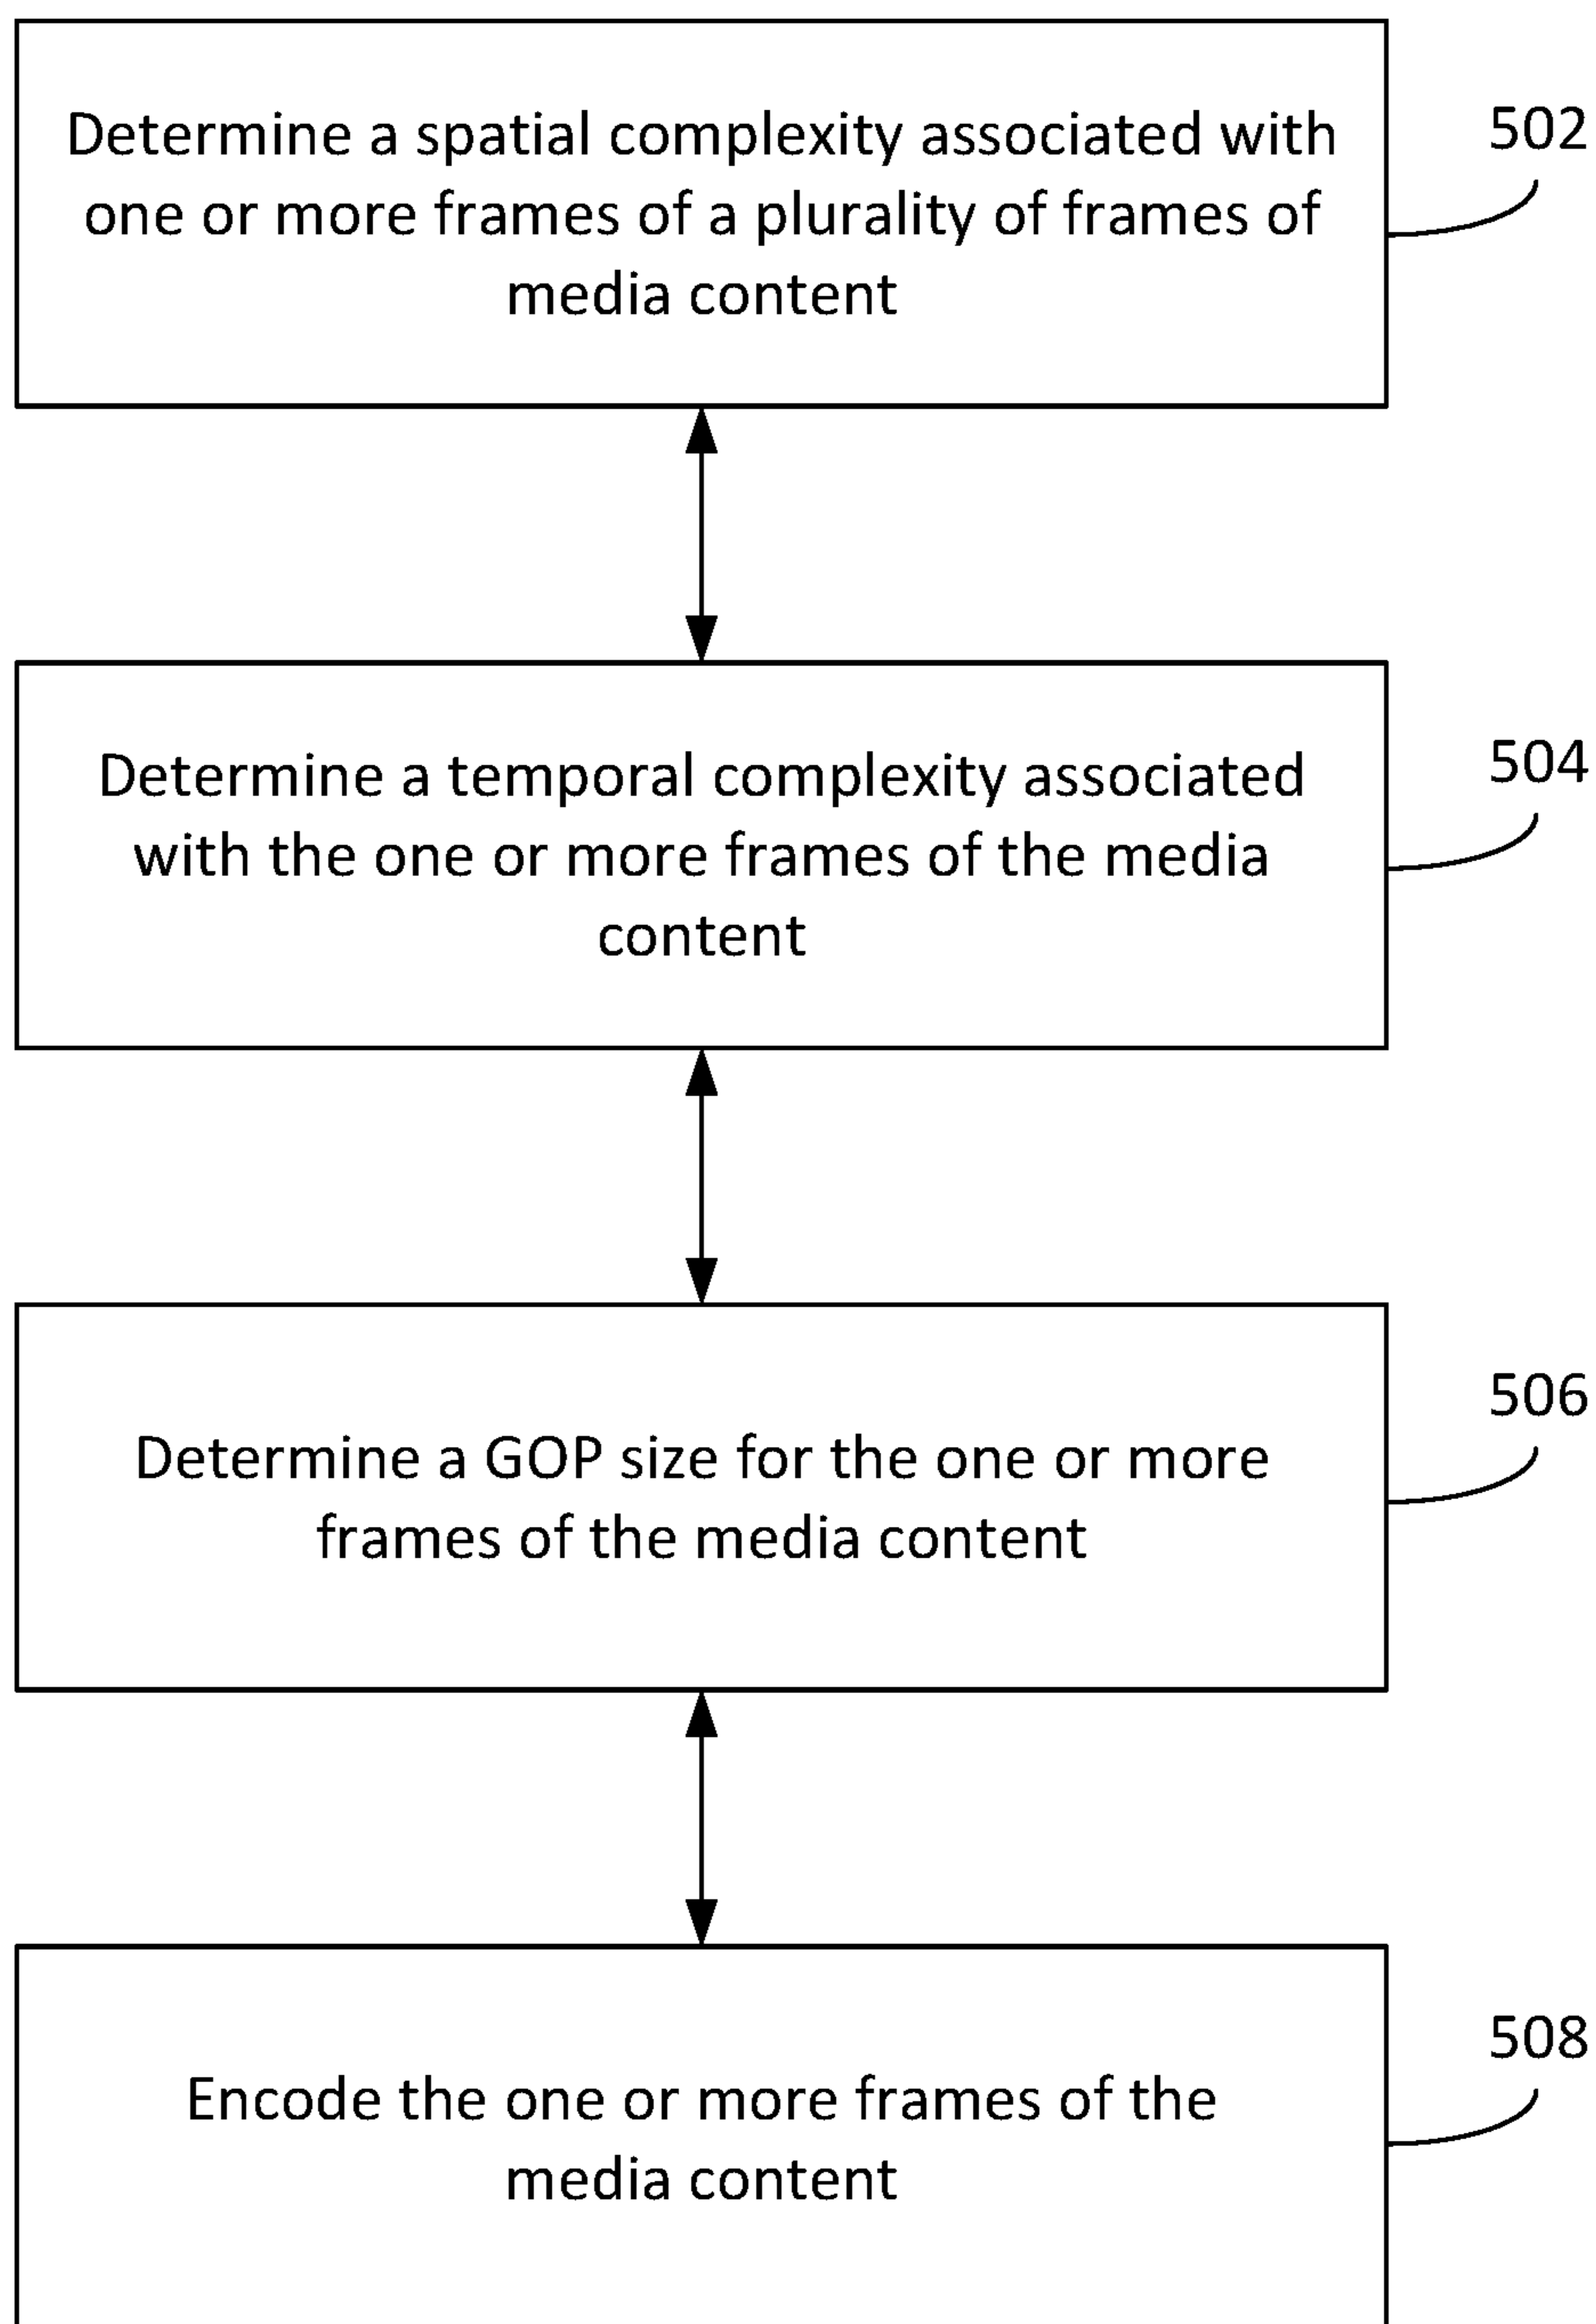 Determine a spatial complexity associated with
one or more frames of a plurality of frames of
media content
502
Determine a temporal complexity associated
with the one or more frames of the media
content
504
Determine a GOP size for the one or more
frames of the media content
506
Encode the one or more frames of the
media content
508